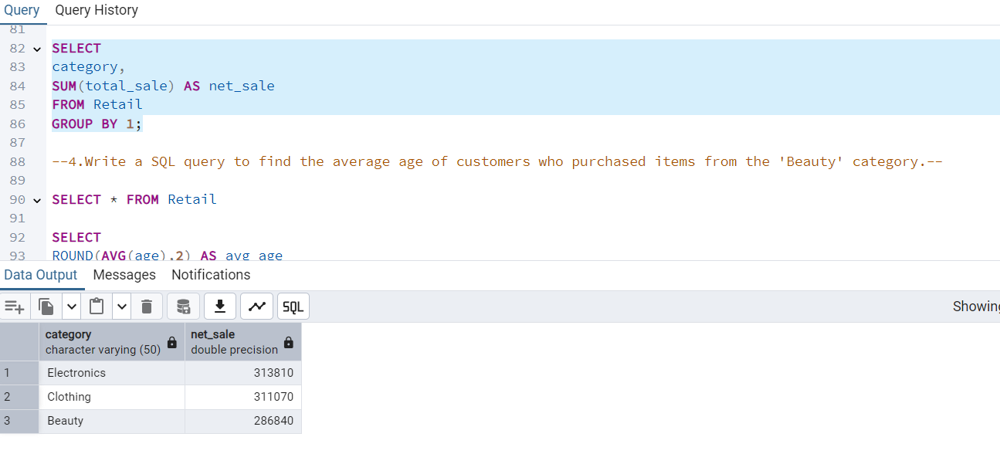 Query Query History
81
82 SELECT
83 category,
84 SUM(total_sale) AS net_sale
85 FROM Retail
86 GROUP BY 1;
87
88 --4.Write a SQL query to find the average age of customers who purchased items from the 'Beauty' category.--
89
90 SELECT * FROM Retail
91
92 SELECT
93 ROUND(AVG(age),2) AS avg_age
Data Output Messages Notifications
SQL Showing
category net_sale
character varying (50) double precision
1 Electronics 313810
2 Clothing 311070
3 Beauty 286840